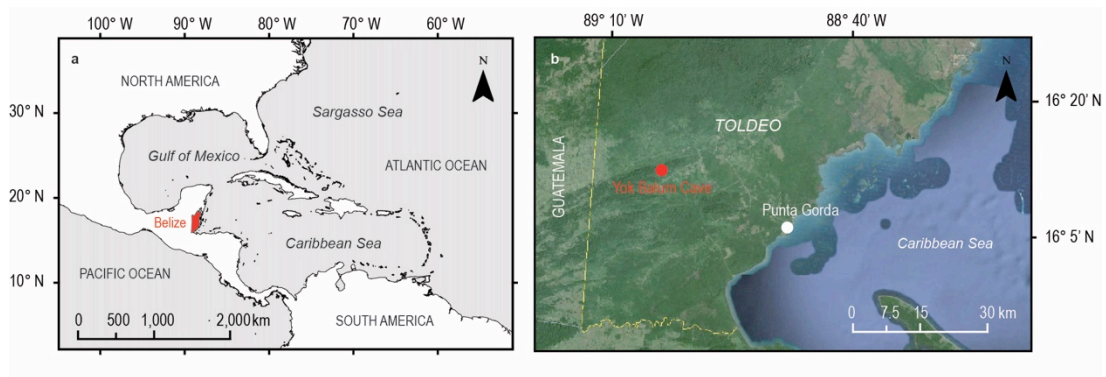 100° W 90° W 80° W 70° W 60° W
a
N
NORTH AMERICA
30° N
Sargasso Sea
Gulf of Mexico
ATLANTIC OCEAN
20° N
Belize
Caribbean Sea
PACIFIC OCEAN
10° N
0 500 1,000 2,000 km
SOUTH AMERICA
89° 10' W 88° 40' W
b
N
16° 20' N
TOLDEO
GUATEMALA
Yok Balum Cave
Punta Gorda
16° 5' N
Caribbean Sea
0 7.5 15 30 km